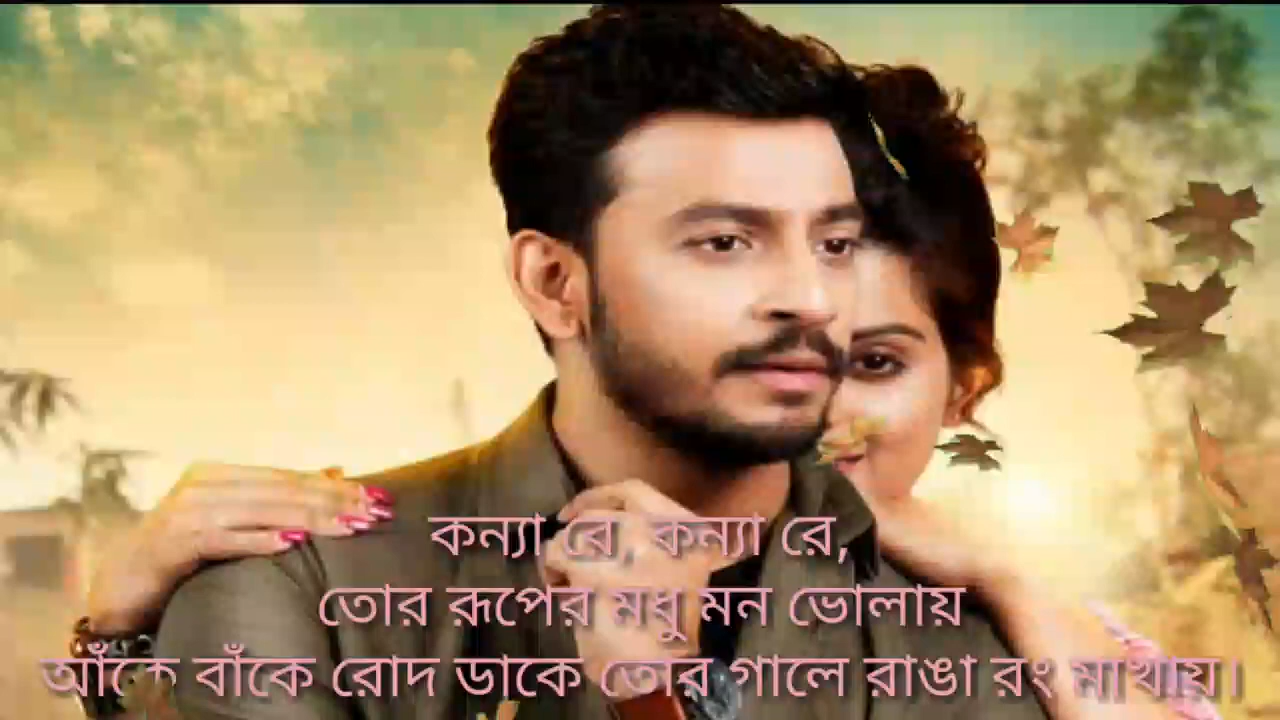 কন্যা রে, কন্যা রে,
তোর রূপের মধু মন ভোলায়
আঁকে বাঁকে রোদ ডাকে তোর গালে রাঙা রং মাখায়।